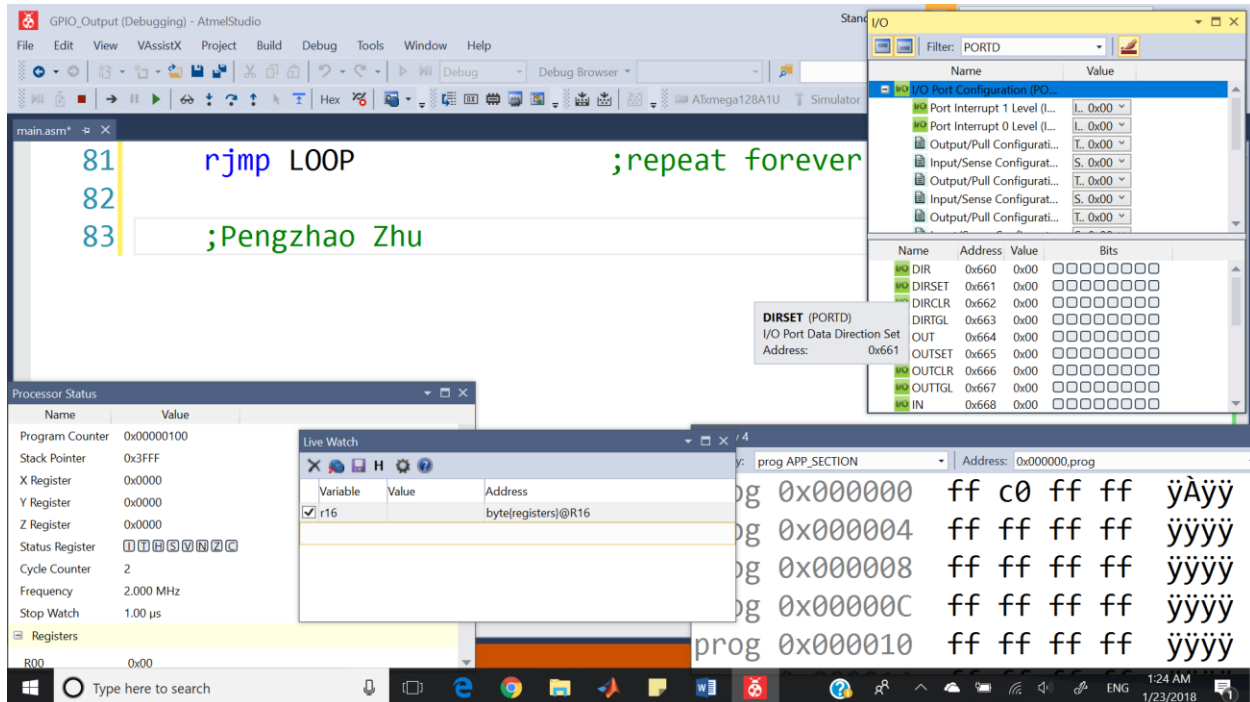 GPIO_Output (Debugging) - AtmelStudio
Stand
File Edit View VAssistX Project Build Debug Tools Window Help
Debug Debug Browser
Hex ATxmega128A1U Simulator
main.asm*
81 rjmp LOOP ;repeat forever
82
83 ;Pengzhao Zhu
I/O
Filter: PORTD
Name Value
I/O Port Configuration (PO...
Port Interrupt 1 Level (I... I.. 0x00
Port Interrupt 0 Level (I... I.. 0x00
Output/Pull Configurati... T.. 0x00
Input/Sense Configurat... S. 0x00
Output/Pull Configurati... T.. 0x00
Input/Sense Configurat... S. 0x00
Output/Pull Configurati... T.. 0x00
Name Address Value Bits
DIR 0x660 0x00
DIRSET 0x661 0x00
DIRCLR 0x662 0x00
DIRTGL 0x663 0x00
OUT 0x664 0x00
OUTSET 0x665 0x00
OUTCLR 0x666 0x00
OUTTGL 0x667 0x00
IN 0x668 0x00
DIRSET (PORTD)
I/O Port Data Direction Set
Address: 0x661
Processor Status
Name Value
Program Counter 0x00000100
Stack Pointer 0x3FFF
X Register 0x0000
Y Register 0x0000
Z Register 0x0000
Status Register I T H S V N Z C
Cycle Counter 2
Frequency 2.000 MHz
Stop Watch 1.00 µs
Registers
R00 0x00
Live Watch
H
Variable Value Address
r16 byte{registers}@R16
y 4
y: prog APP_SECTION Address: 0x000000,prog
og 0x000000 ff c0 ff ff ÿÀÿÿ
og 0x000004 ff ff ff ff ÿÿÿÿ
og 0x000008 ff ff ff ff ÿÿÿÿ
og 0x00000C ff ff ff ff ÿÿÿÿ
prog 0x000010 ff ff ff ff ÿÿÿÿ
Type here to search
ENG
1:24 AM
1/23/2018
1